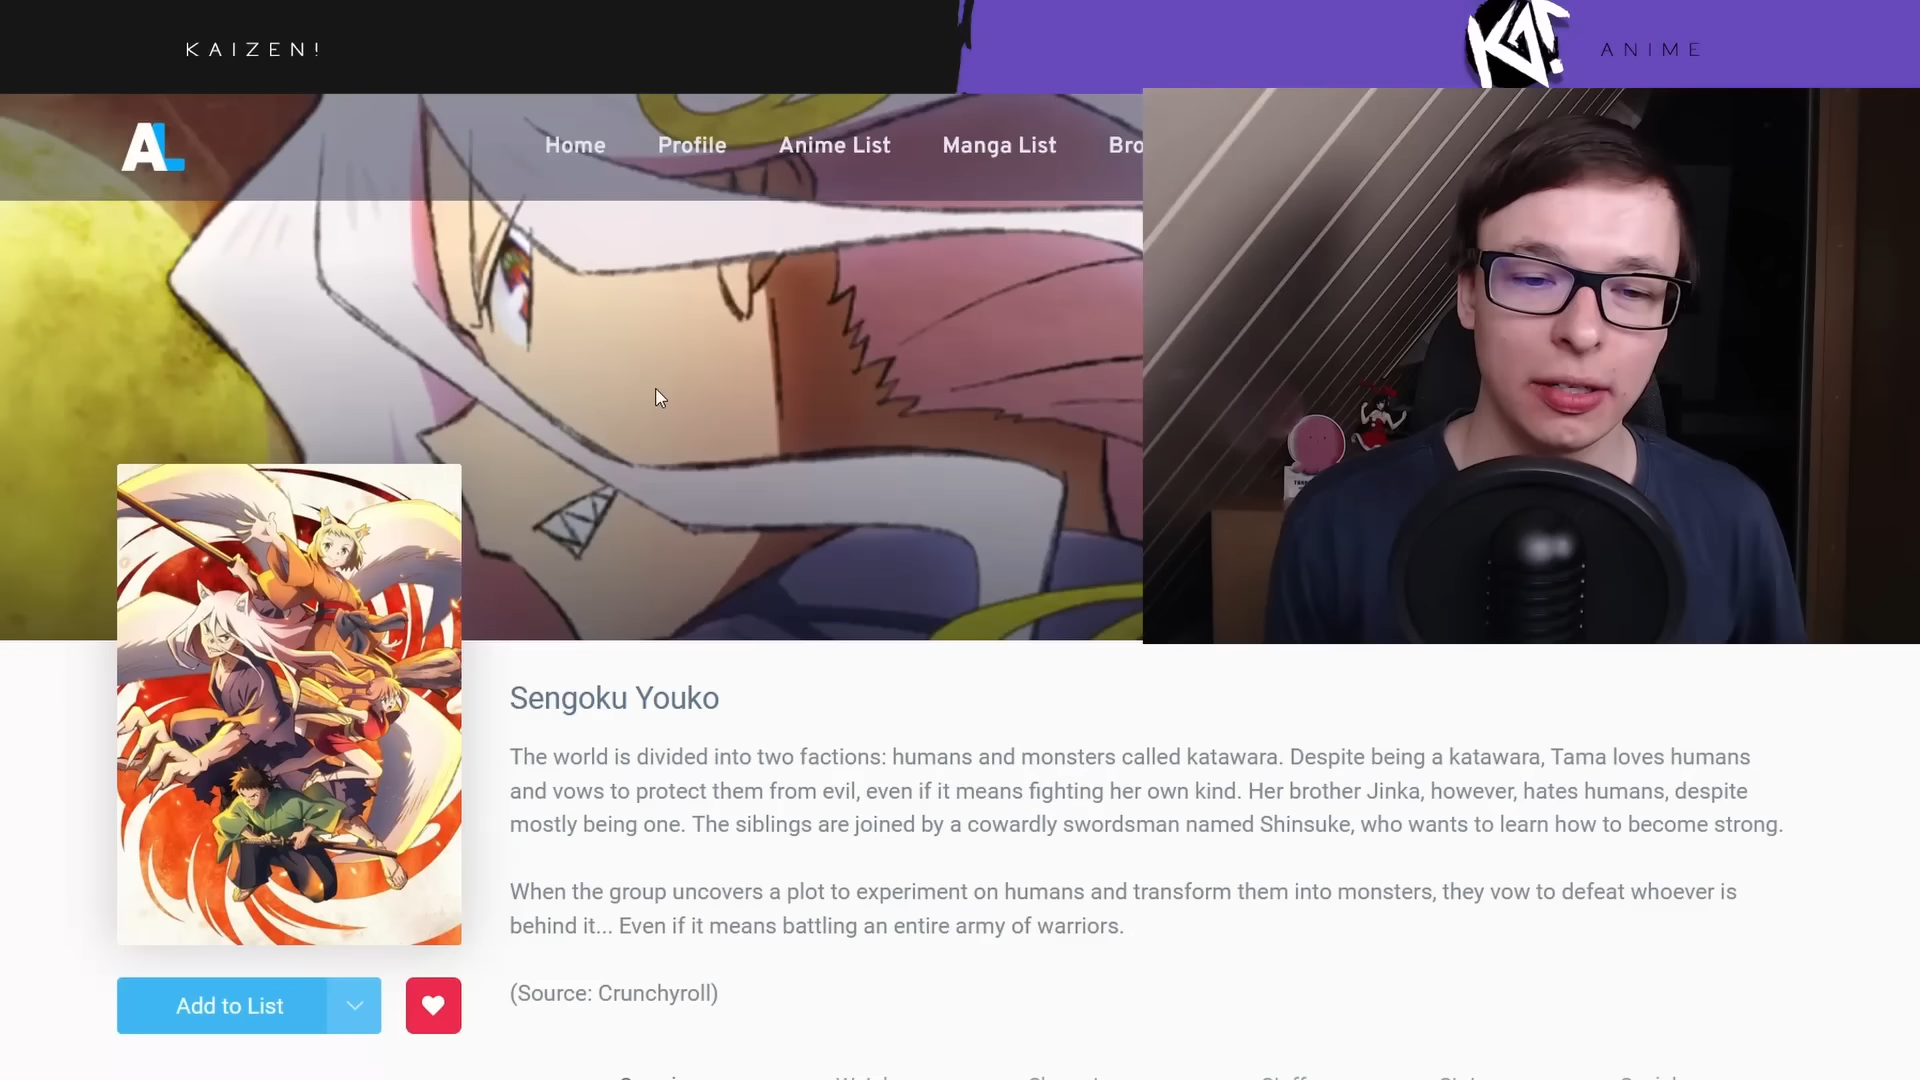 KAIZEN!
KAI!
ANIME
AL
Home Profile Anime List Manga List Bro
Sengoku Youko
The world is divided into two factions: humans and monsters called katawara. Despite being a katawara, Tama loves humans
and vows to protect them from evil, even if it means fighting her own kind. Her brother Jinka, however, hates humans, despite
mostly being one. The siblings are joined by a cowardly swordsman named Shinsuke, who wants to learn how to become strong.
When the group uncovers a plot to experiment on humans and transform them into monsters, they vow to defeat whoever is
behind it... Even if it means battling an entire army of warriors.
(Source: Crunchyroll)
Add to List